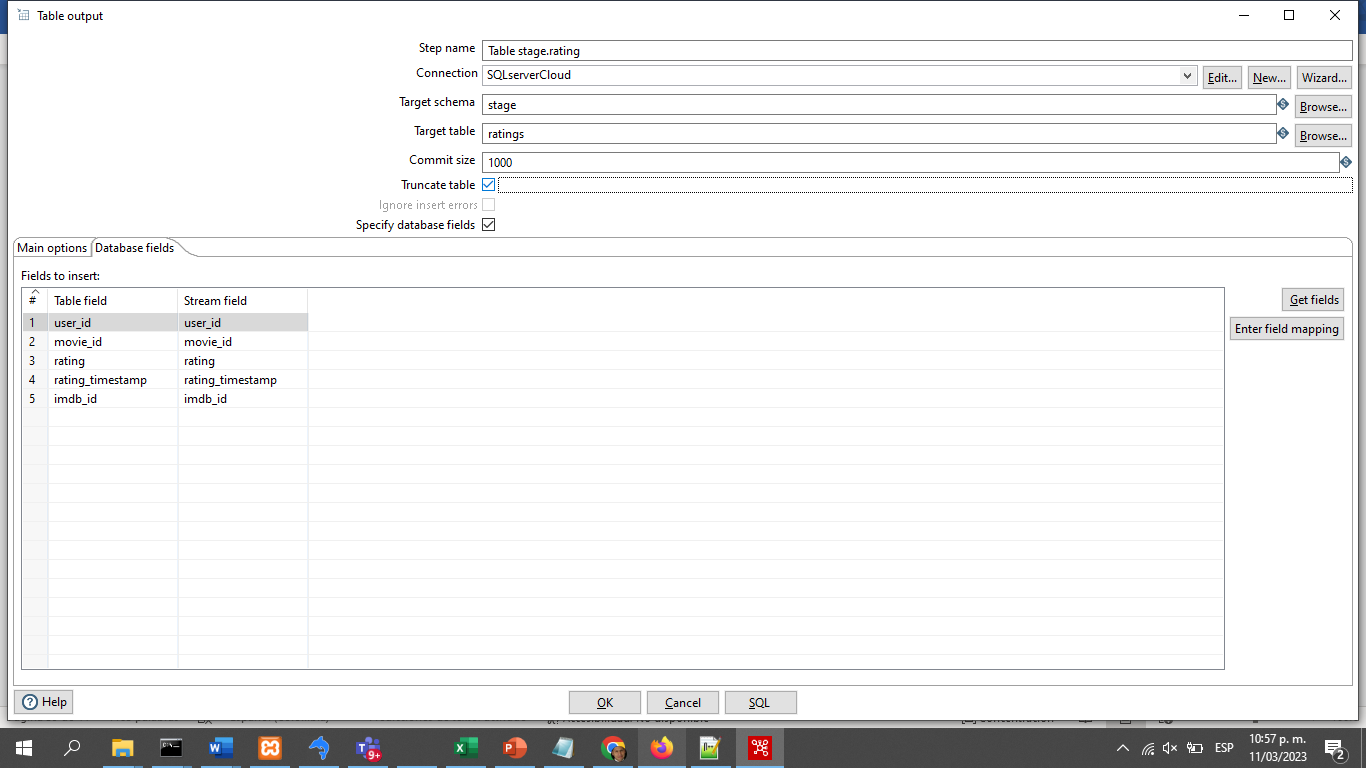 Table output
Step name Table stage.rating
Connection SQLserverCloud Edit... New... Wizard...
Target schema stage Browse...
Target table ratings Browse...
Commit size 1000
Truncate table
Ignore insert errors
Specify database fields
Main options Database fields
Fields to insert:
# Table field Stream field Get fields
1 user_id user_id
Enter field mapping
2 movie_id movie_id
3 rating rating
4 rating_timestamp rating_timestamp
5 imdb_id imdb_id
Help OK Cancel SQL
9+
10:57 p. m.
ESP
11/03/2023
2